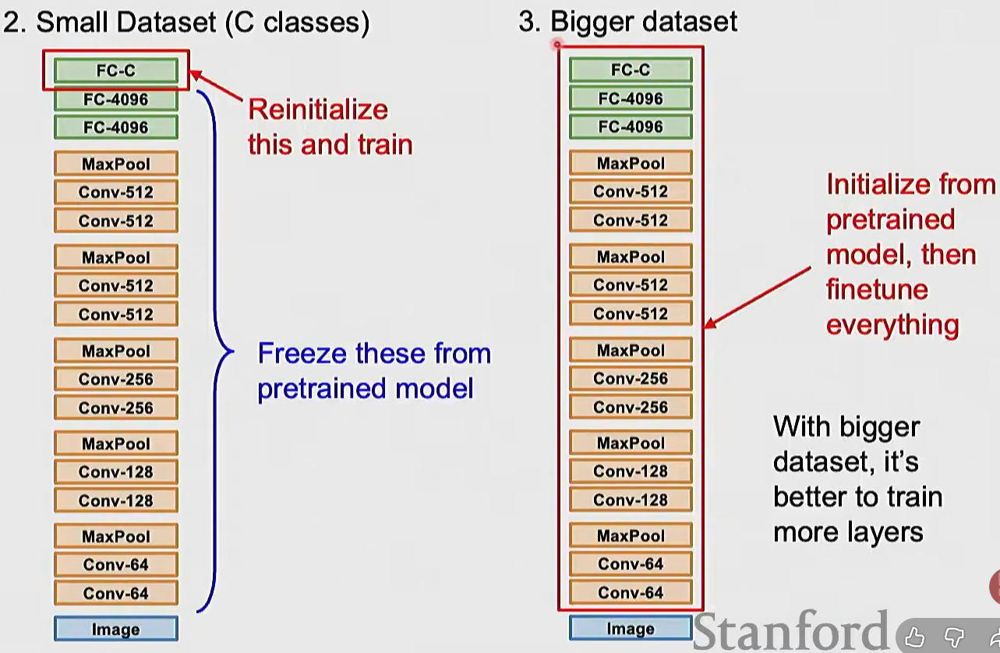 2. Small Dataset (C classes)
FC-C
FC-4096
FC-4096
MaxPool
Conv-512
Conv-512
MaxPool
Conv-512
Conv-512
MaxPool
Conv-256
Conv-256
MaxPool
Conv-128
Conv-128
MaxPool
Conv-64
Conv-64
Image
Reinitialize
this and train
Freeze these from
pretrained model
3. Bigger dataset
FC-C
FC-4096
FC-4096
MaxPool
Conv-512
Conv-512
MaxPool
Conv-512
Conv-512
MaxPool
Conv-256
Conv-256
MaxPool
Conv-128
Conv-128
MaxPool
Conv-64
Conv-64
Image
Initialize from
pretrained
model, then
finetune
everything
With bigger
dataset, it's
better to train
more layers
Stanford